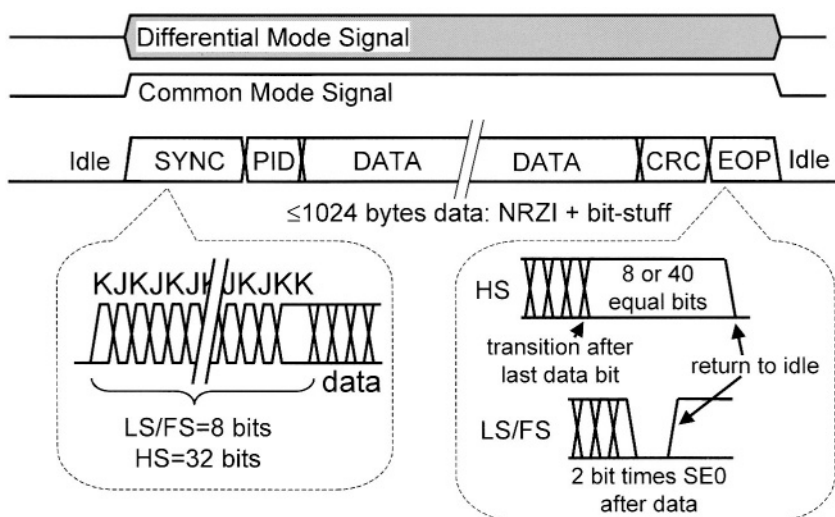 Differential Mode Signal
Common Mode Signal
Idle SYNC PID DATA DATA CRC EOP Idle
≤1024 bytes data: NRZI + bit-stuff
KJKJKJK JKJKK
data
LS/FS=8 bits
HS=32 bits
HS
8 or 40
equal bits
transition after
last data bit
return to idle
LS/FS
2 bit times SE0
after data